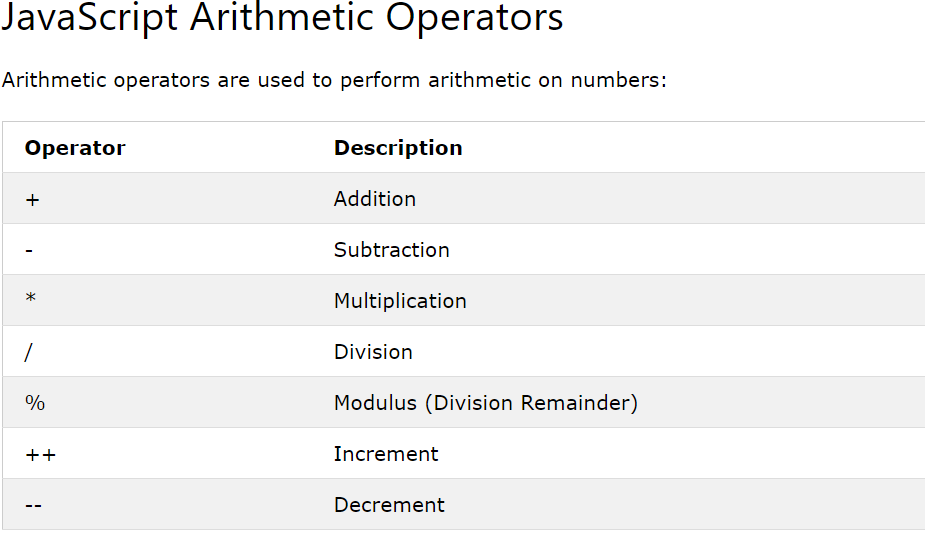 JavaScript Arithmetic Operators
Arithmetic operators are used to perform arithmetic on numbers:
Operator Description
+ Addition
- Subtraction
* Multiplication
/ Division
% Modulus (Division Remainder)
++ Increment
-- Decrement